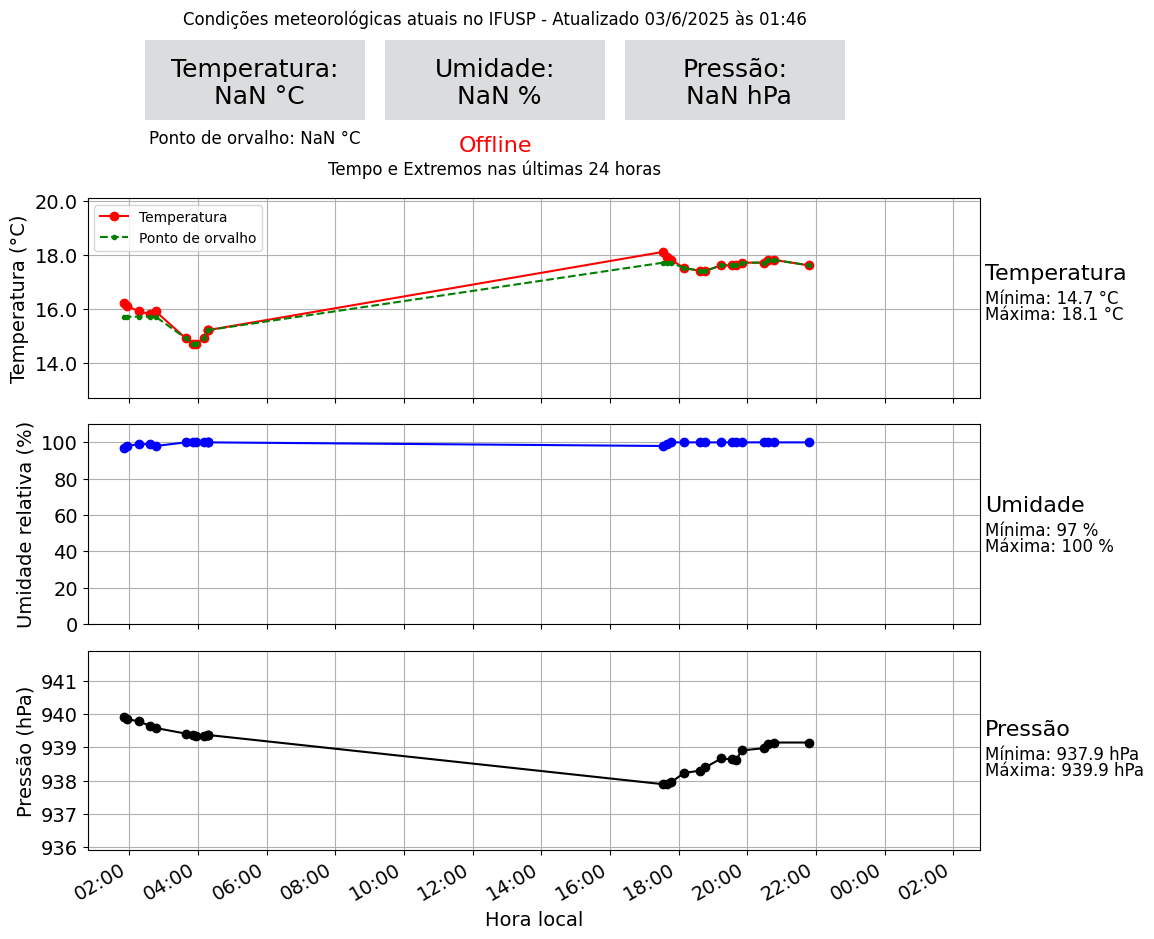 Condições meteorológicas atuais no IFUSP - Atualizado 03/6/2025 às 01:46
Temperatura:
NaN °C
Umidade:
NaN %
Pressão:
NaN hPa
Ponto de orvalho: NaN °C
Offline
Tempo e Extremos nas últimas 24 horas
Temperatura (°C)
20.0
18.0
16.0
14.0
Temperatura
Ponto de orvalho
Temperatura
Mínima: 14.7 °C
Máxima: 18.1 °C
Umidade relativa (%)
100
80
60
40
20
0
Umidade
Mínima: 97 %
Máxima: 100 %
Pressão (hPa)
941
940
939
938
937
936
Pressão
Mínima: 937.9 hPa
Máxima: 939.9 hPa
02:00 04:00 06:00 08:00 10:00 12:00 14:00 16:00 18:00 20:00 22:00 00:00 02:00
Hora local